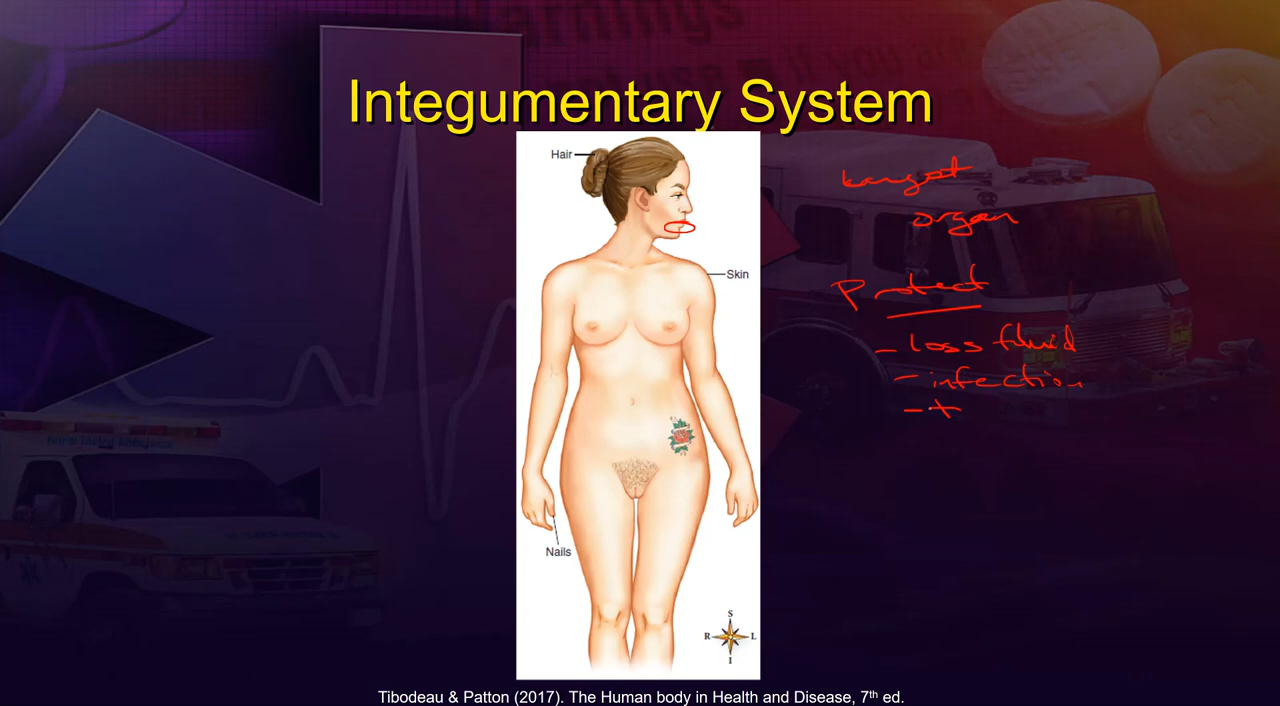 Integumentary System
Hair
Largest
organ
Skin
Protect
- loss fluid
- infection
- t
Nails
S
R L
I
Tibodeau & Patton (2017). The Human body in Health and Disease, 7th ed.